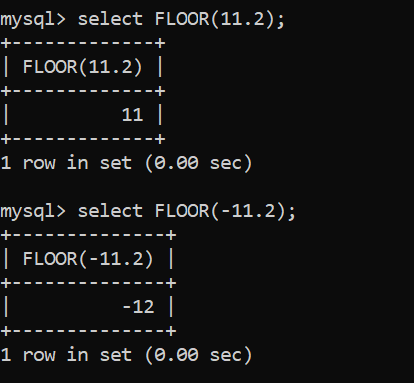 mysql> select FLOOR(11.2);
+-------------+
| FLOOR(11.2) |
+-------------+
|          11 |
+-------------+
1 row in set (0.00 sec)

mysql> select FLOOR(-11.2);
+--------------+
| FLOOR(-11.2) |
+--------------+
|          -12 |
+--------------+
1 row in set (0.00 sec)